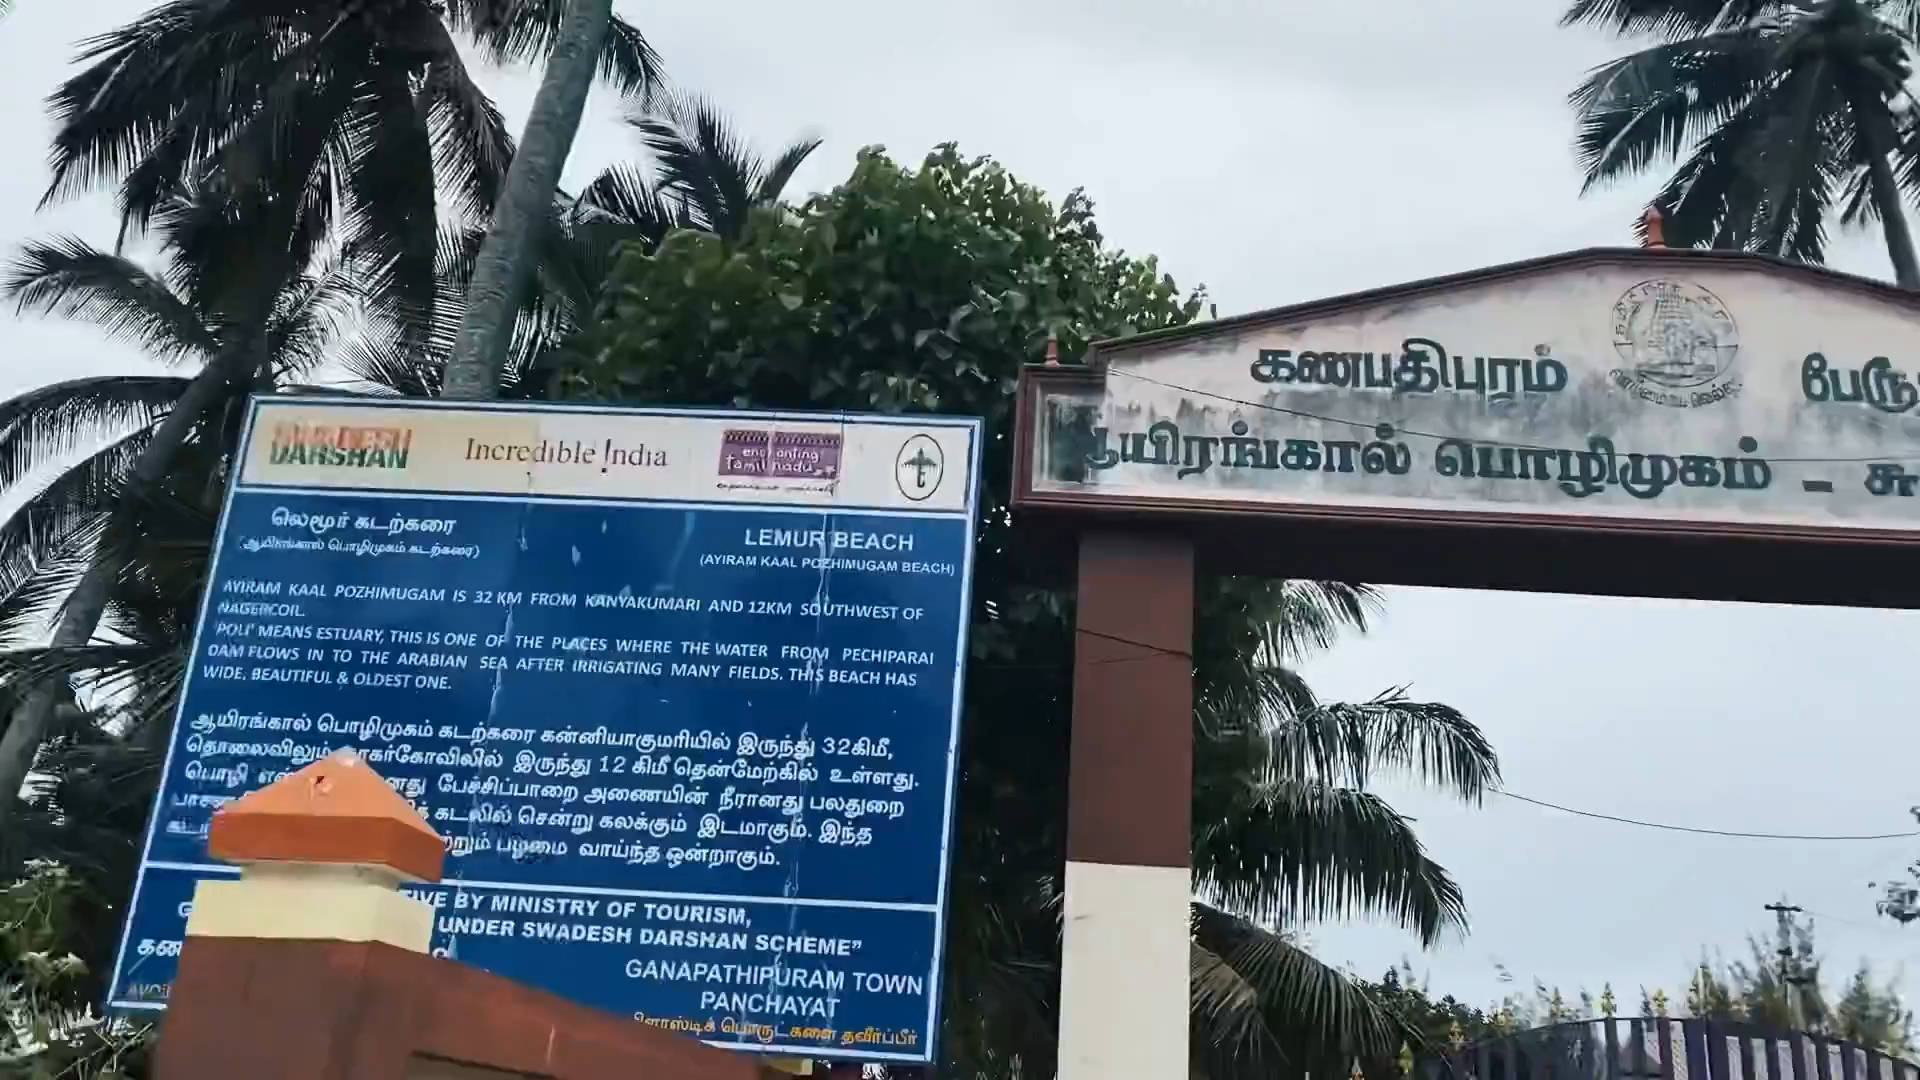 SWADESH
DARSHAN
Incredible !ndia
enchanting
tamil nadu
t
லெமூர் கடற்கரை
(ஆயிரங்கால் பொழிமுகம் கடற்கரை)
LEMUR BEACH
(AYIRAM KAAL POZHIMUGAM BEACH)
AYIRAM KAAL POZHIMUGAM IS 32 KM FROM KANYAKUMARI AND 12KM SOUTHWEST OF
NAGERCOIL.
'POLI' MEANS ESTUARY, THIS IS ONE OF THE PLACES WHERE THE WATER FROM PECHIPARAI
DAM FLOWS IN TO THE ARABIAN SEA AFTER IRRIGATING MANY FIELDS. THIS BEACH HAS
WIDE, BEAUTIFUL & OLDEST ONE.
ஆயிரங்கால் பொழிமுகம் கடற்கரை கன்னியாகுமரியில் இருந்து 32கிமீ,
தொலைவிலும் நாகர்கோவிலில் இருந்து 12 கிமீ தென்மேற்கில் உள்ளது.
பொழி பேச்சிப்பாறை அணையின் நீரானது பலதுறை
கடலில் சென்று கலக்கும் இடமாகும். இந்த
பழமை வாய்ந்த ஒன்றாகும்.
BY MINISTRY OF TOURISM,
UNDER SWADESH DARSHAN SCHEME”
GANAPATHIPURAM TOWN
PANCHAYAT
பொருட்களை தவிர்ப்பீர்
கணபதிபுரம் பேரூ
ஆயிரங்கால் பொழிமுகம் - சு